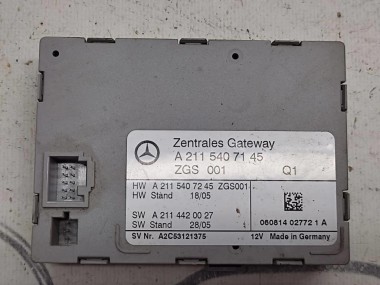 Zentrales Gateway
A 211 540 71 45
ZGS 001 Q1
HW A 211 540 72 45 ZGS001
HW Stand 18/05
SW A 211 442 00 27
SW Stand 28/05
060814 02772 1 A
SV Nr. A2C53121375 12V Made in Germany